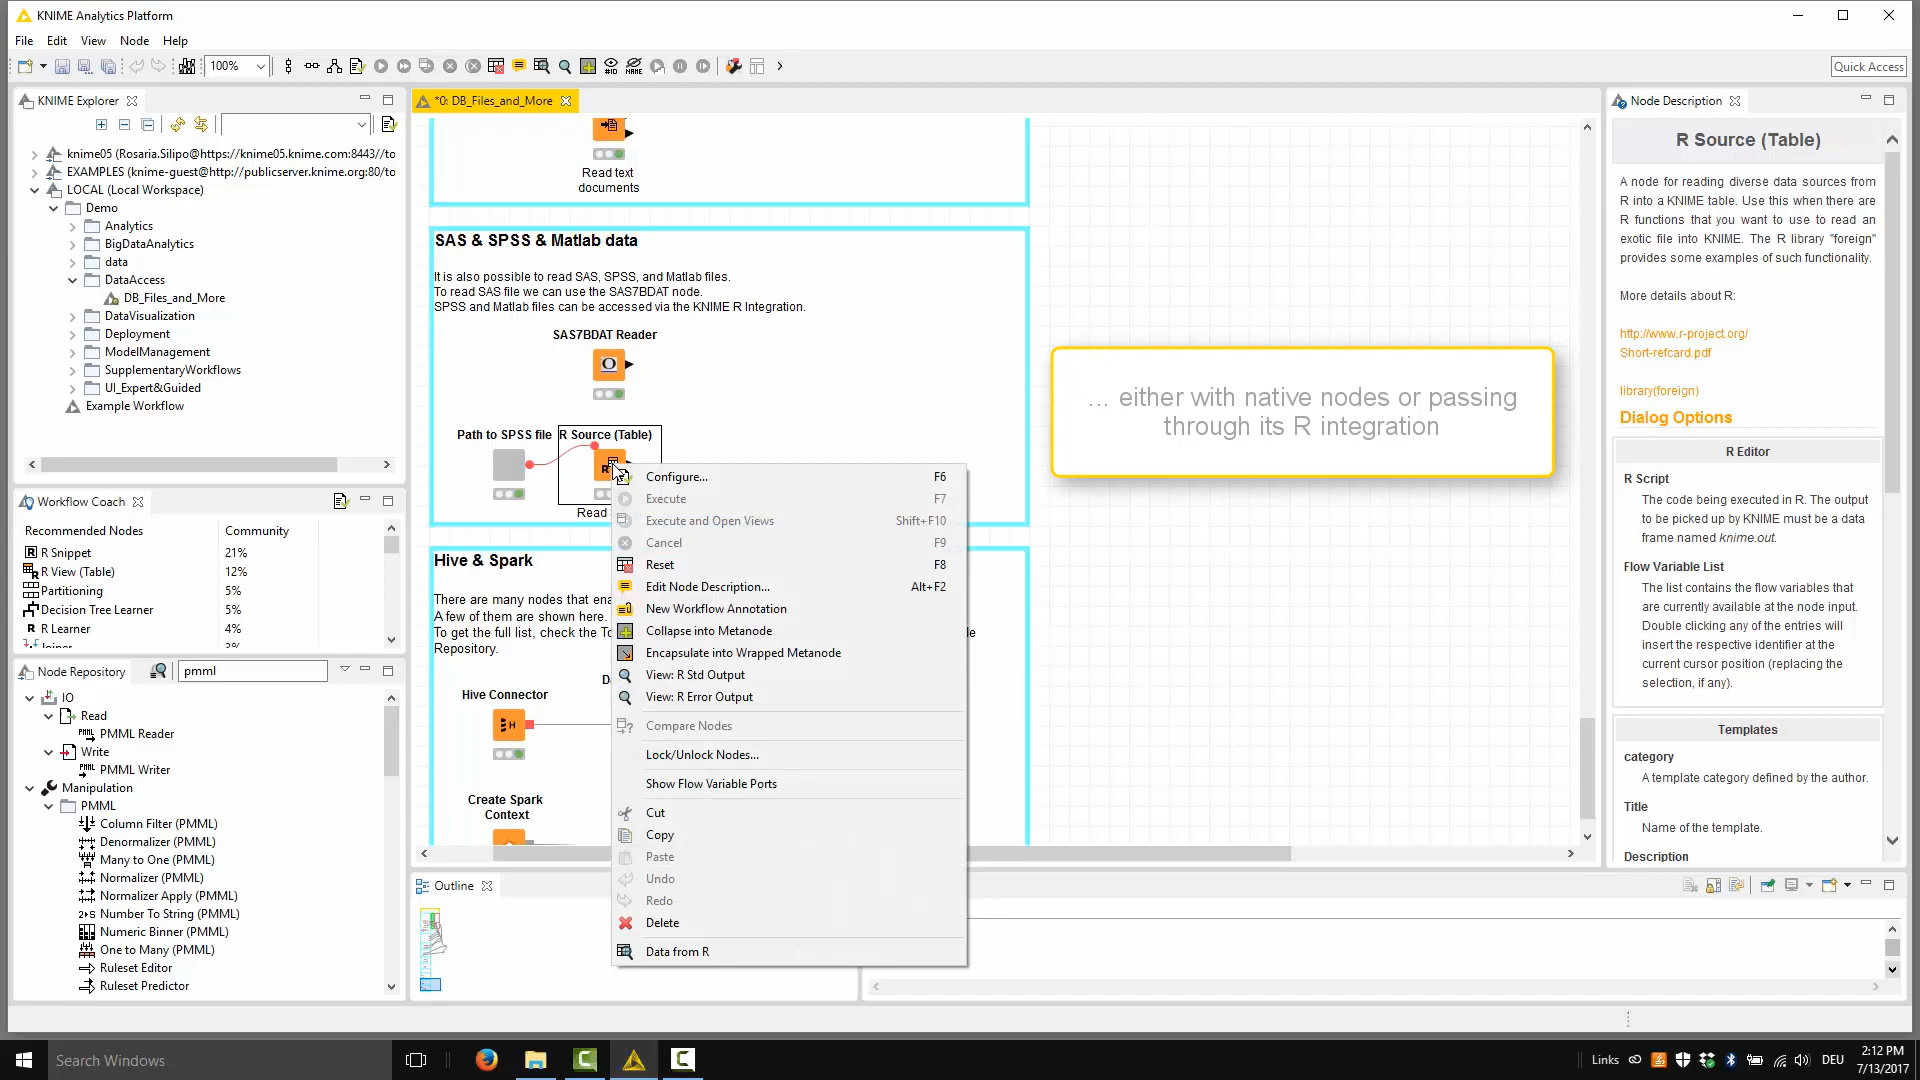 KNIME Analytics Platform
File Edit View Node Help
100%
Quick Access
KNIME Explorer
knime05 (Rosaria.Silipo@https://knime05.knime.com:8443//to
EXAMPLES (knime-guest@http://publicserver.knime.org:80/to
LOCAL (Local Workspace)
Demo
Analytics
BigDataAnalytics
data
DataAccess
DB_Files_and_More
DataVisualization
Deployment
ModelManagement
SupplementaryWorkflows
UI_Expert&Guided
Example Workflow
Workflow Coach
Recommended Nodes Community
R Snippet 21%
R View (Table) 12%
Partitioning 5%
Decision Tree Learner 5%
R Learner 4%
Joiner 3%
Node Repository pmml
IO
Read
PMML Reader
Write
PMML Writer
Manipulation
PMML
Column Filter (PMML)
Denormalizer (PMML)
Many to One (PMML)
Normalizer (PMML)
Normalizer Apply (PMML)
Number To String (PMML)
Numeric Binner (PMML)
One to Many (PMML)
Ruleset Editor
Ruleset Predictor
*0: DB_Files_and_More
Read text
documents
SAS & SPSS & Matlab data
It is also possible to read SAS, SPSS, and Matlab files.
To read SAS file we can use the SAS7BDAT node.
SPSS and Matlab files can be accessed via the KNIME R Integration.
SAS7BDAT Reader
Path to SPSS file R Source (Table)
Read
Hive & Spark
There are many nodes that ena
A few of them are shown here.
To get the full list, check the To
Repository.
Hive Connector
Create Spark
Context
Configure... F6
Execute F7
Execute and Open Views Shift+F10
Cancel F9
Reset F8
Edit Node Description... Alt+F2
New Workflow Annotation
Collapse into Metanode
Encapsulate into Wrapped Metanode
View: R Std Output
View: R Error Output
Compare Nodes
Lock/Unlock Nodes...
Show Flow Variable Ports
Cut
Copy
Paste
Undo
Redo
Delete
Data from R
... either with native nodes or passing
through its R integration
Outline
Node Description
R Source (Table)
A node for reading diverse data sources from
R into a KNIME table. Use this when there are
R functions that you want to use to read an
exotic file into KNIME. The R library "foreign"
provides some examples of such functionality.
More details about R:
http://www.r-project.org/
Short-refcard.pdf
library(foreign)
Dialog Options
R Editor
R Script
The code being executed in R. The output
to be picked up by KNIME must be a data
frame named knime.out.
Flow Variable List
The list contains the flow variables that
are currently available at the node input.
Double clicking any of the entries will
insert the respective identifier at the
current cursor position (replacing the
selection, if any).
Templates
category
A template category defined by the author.
Title
Name of the template.
Description
Search Windows
Links DEU
2:12 PM
7/13/2017